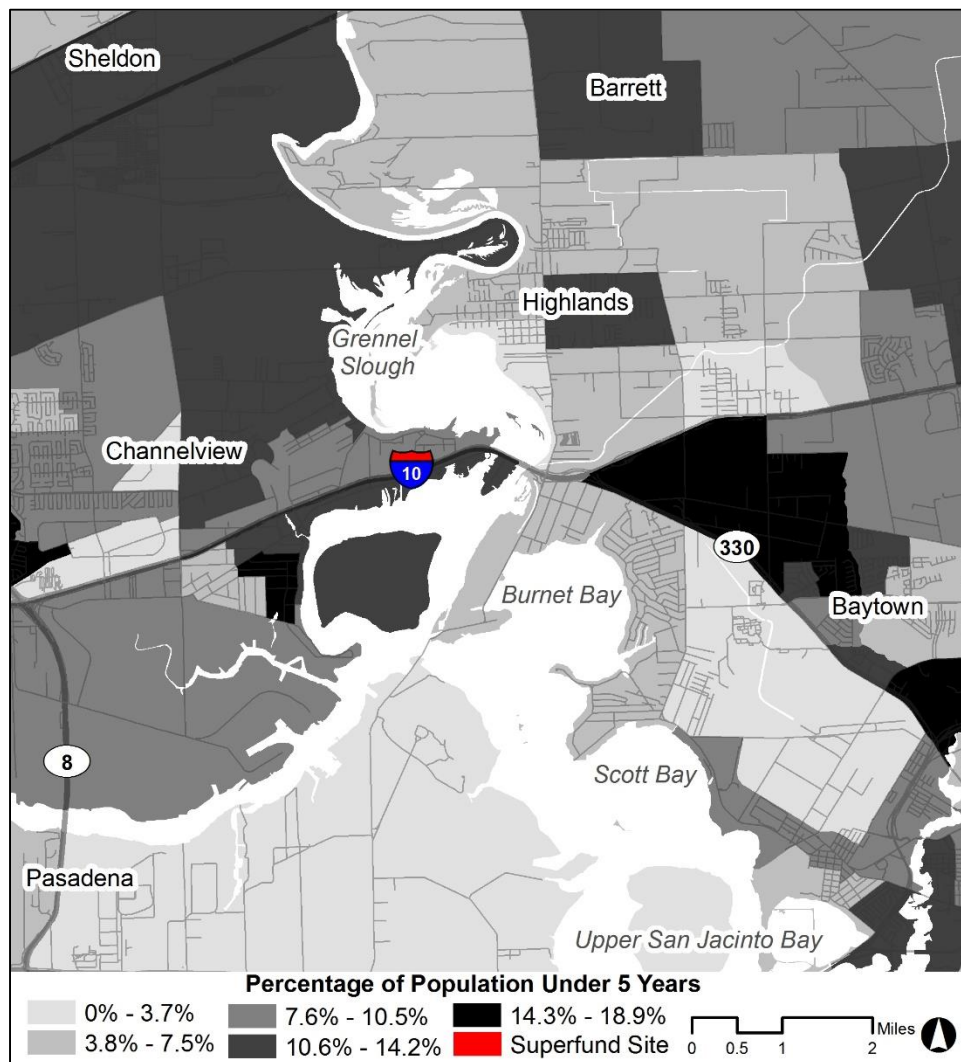 Sheldon
Barrett
Highlands
Grennel
Slough
Channelview
10
330
Burnet Bay
Baytown
8
Scott Bay
Pasadena
Upper San Jacinto Bay
Percentage of Population Under 5 Years
0% - 3.7%
7.6% - 10.5%
14.3% - 18.9%
3.8% - 7.5%
10.6% - 14.2%
Superfund Site
Miles
0 0.5 1 2